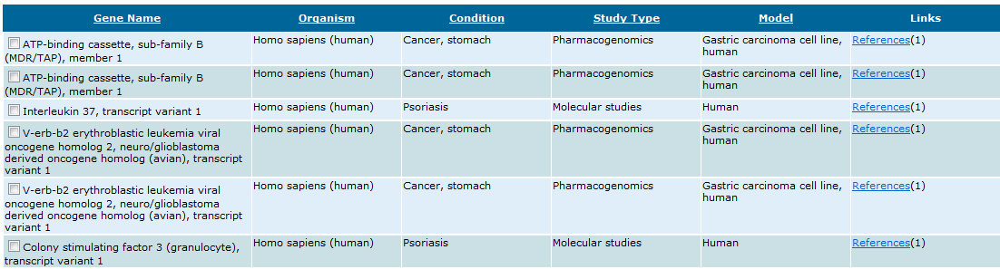 Gene Name Organism Condition Study Type Model Links
ATP-binding cassette, sub-family B Homo sapiens (human) Cancer, stomach Pharmacogenomics Gastric carcinoma cell line, References(1)
(MDR/TAP), member 1 human
ATP-binding cassette, sub-family B Homo sapiens (human) Cancer, stomach Pharmacogenomics Gastric carcinoma cell line, References(1)
(MDR/TAP), member 1 human
Interleukin 37, transcript variant 1 Homo sapiens (human) Psoriasis Molecular studies Human References(1)
V-erb-b2 erythroblastic leukemia viral Homo sapiens (human) Cancer, stomach Pharmacogenomics Gastric carcinoma cell line, References(1)
oncogene homolog 2, neuro/glioblastoma human
derived oncogene homolog (avian), transcript
variant 1
V-erb-b2 erythroblastic leukemia viral Homo sapiens (human) Cancer, stomach Pharmacogenomics Gastric carcinoma cell line, References(1)
oncogene homolog 2, neuro/glioblastoma human
derived oncogene homolog (avian), transcript
variant 1
Colony stimulating factor 3 (granulocyte), Homo sapiens (human) Psoriasis Molecular studies Human References(1)
transcript variant 1